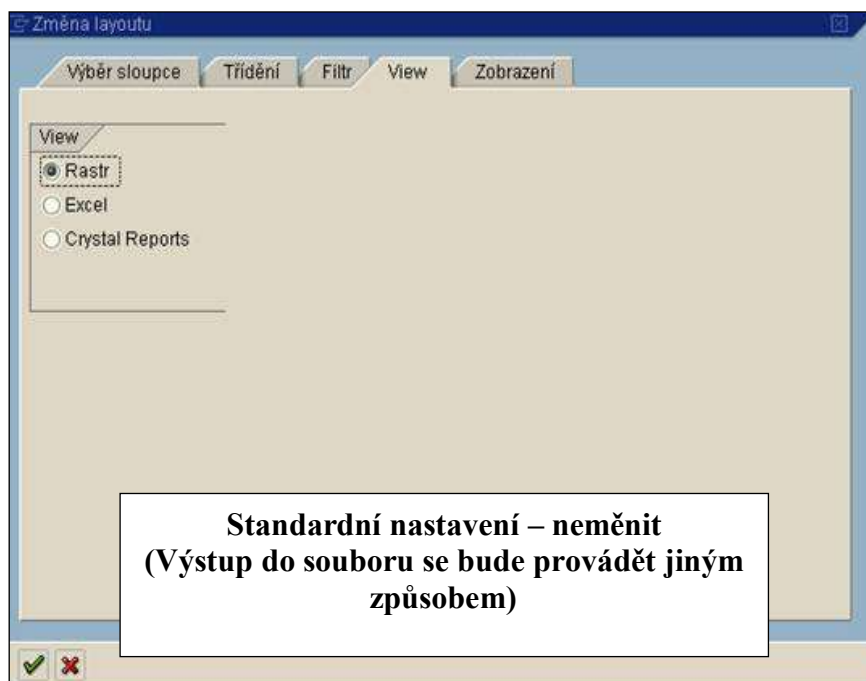 Změna layoutu
Výběr sloupce Třídění Filtr View Zobrazení
View
Rastr
Excel
Crystal Reports
Standardní nastavení – neměnit
(Výstup do souboru se bude provádět jiným
způsobem)